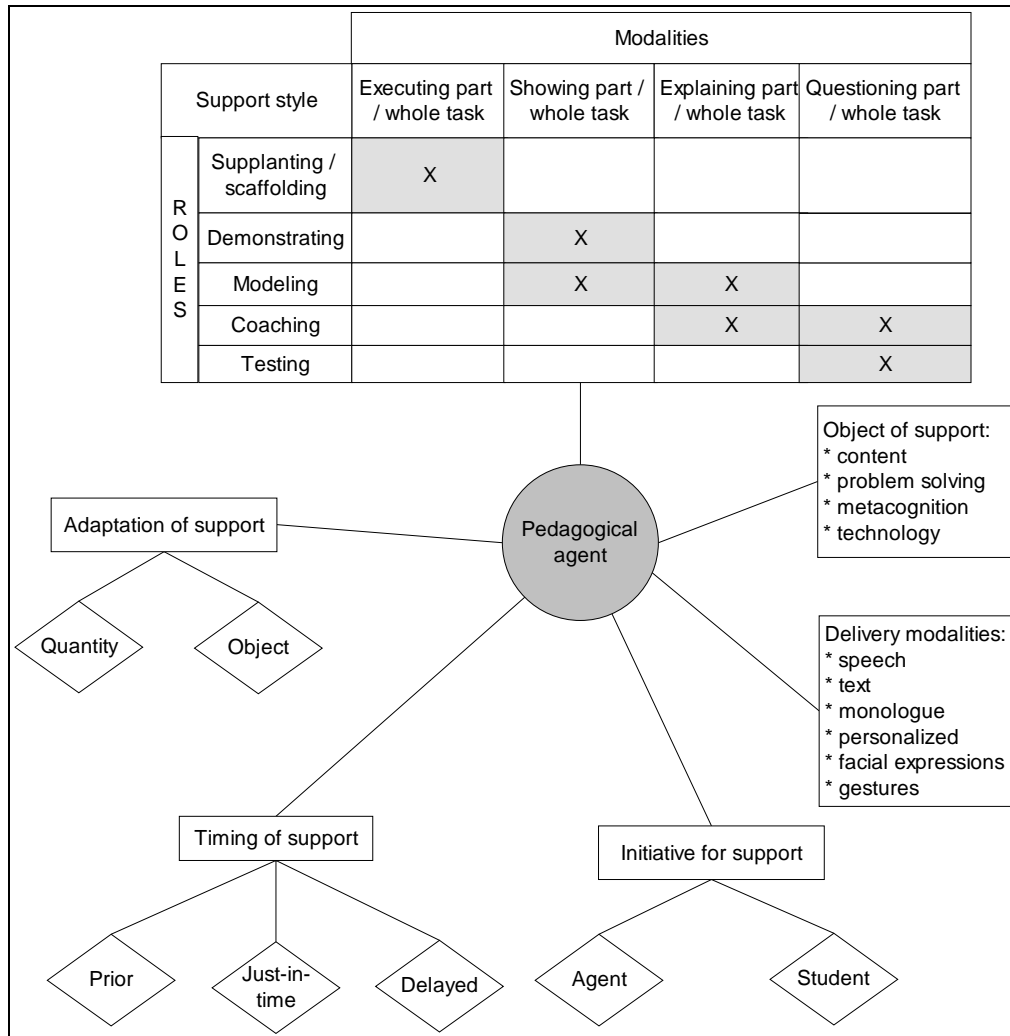 Modalities
Support style
Executing part
/ whole task
Showing part /
whole task
Explaining part
/ whole task
Questioning part
/ whole task
R
O
L
E
S
Supplanting /
scaffolding
X
Demonstrating
X
Modeling
X
X
Coaching
X
X
Testing
X
Object of support:
* content
* problem solving
* metacognition
* technology
Pedagogical
agent
Adaptation of support
Quantity
Object
Delivery modalities:
* speech
* text
* monologue
* personalized
* facial expressions
* gestures
Timing of support
Initiative for support
Prior
Just-in-
time
Delayed
Agent
Student